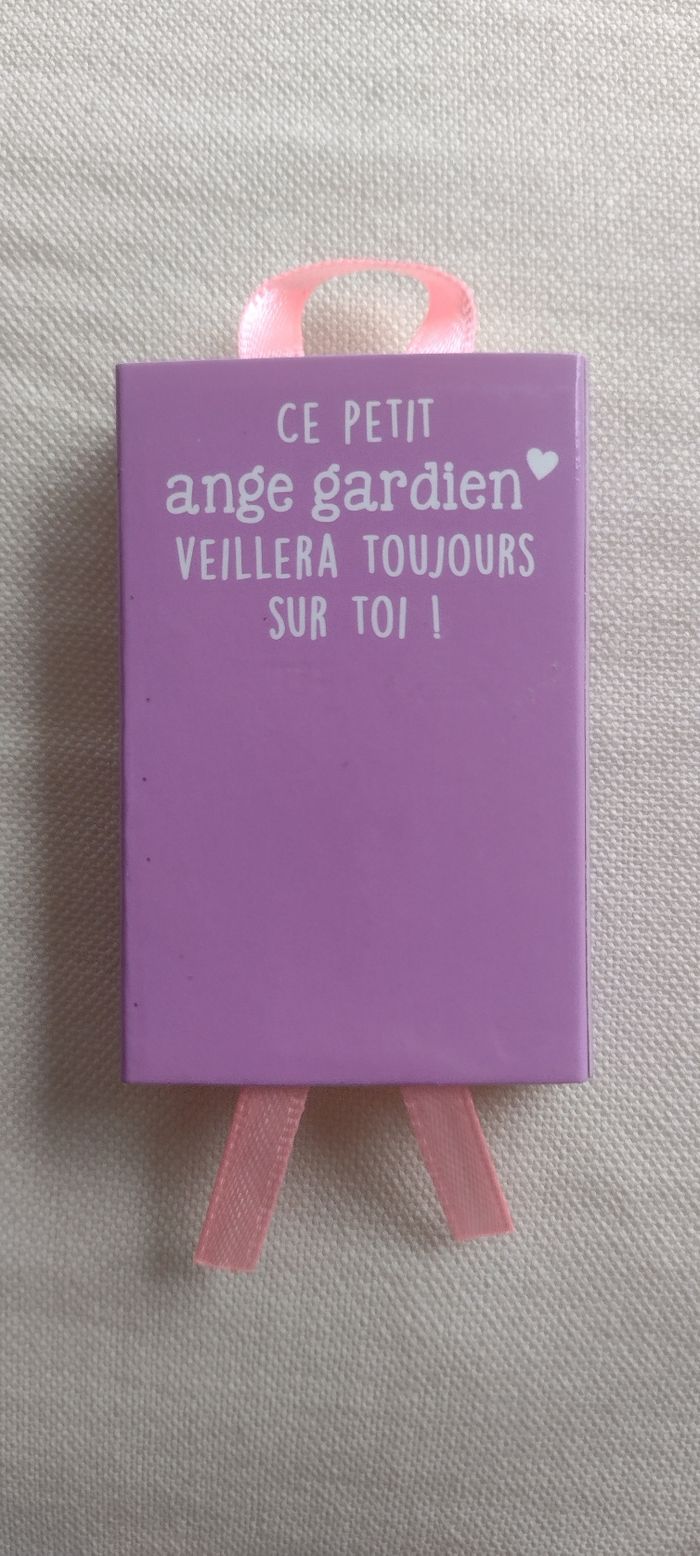 CE PETIT
ange gardien
VEILLERA TOUJOURS
SUR TOI !